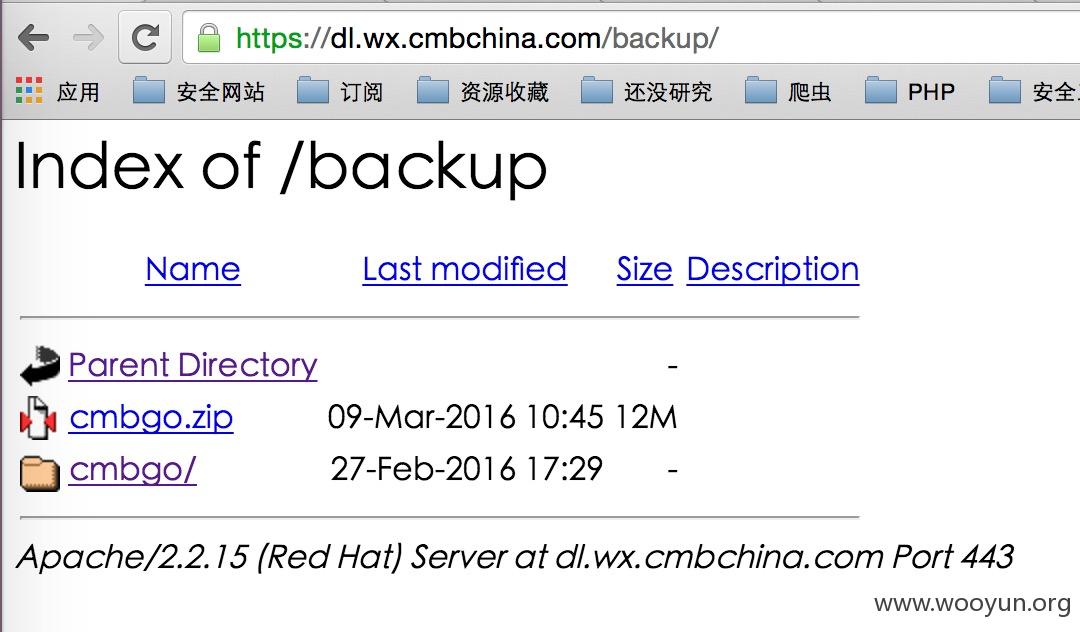 https://dl.wx.cmbchina.com/backup/
应用 安全网站 订阅 资源收藏 还没研究 爬虫 PHP 安全
Index of /backup
Name Last modified Size Description
Parent Directory -
cmbgo.zip 09-Mar-2016 10:45 12M
cmbgo/ 27-Feb-2016 17:29 -
Apache/2.2.15 (Red Hat) Server at dl.wx.cmbchina.com Port 443
www.wooyun.org